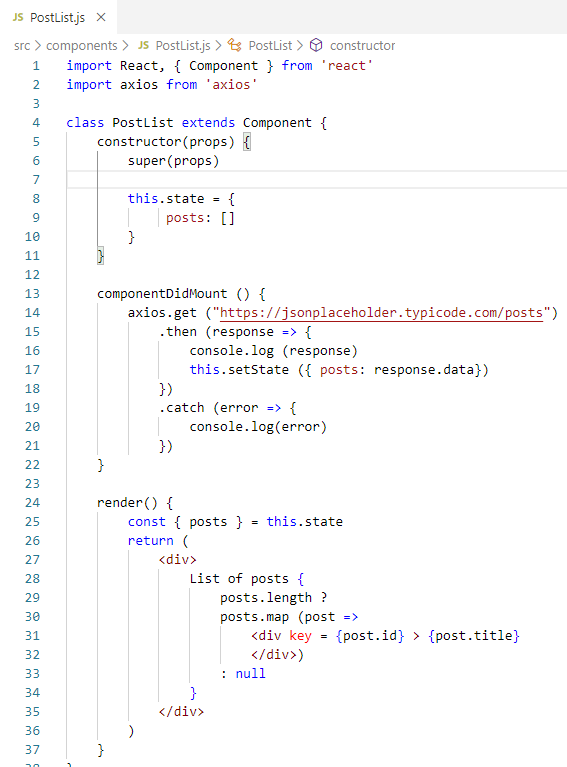 JS PostList.js ×
src > components > JS PostList.js > PostList > constructor
1 import React, { Component } from 'react'
2 import axios from 'axios'
3
4 class PostList extends Component {
5 constructor(props) {
6 super(props)
7
8 this.state = {
9 posts: []
10 }
11 }
12
13 componentDidMount () {
14 axios.get ("https://jsonplaceholder.typicode.com/posts")
15 .then (response => {
16 console.log (response)
17 this.setState ({ posts: response.data})
18 })
19 .catch (error => {
20 console.log(error)
21 })
22 }
23
24 render() {
25 const { posts } = this.state
26 return (
27 <div>
28 List of posts {
29 posts.length ?
30 posts.map (post =>
31 <div key = {post.id} > {post.title}
32 </div>)
33 : null
34 }
35 </div>
36 )
37 }
38 }